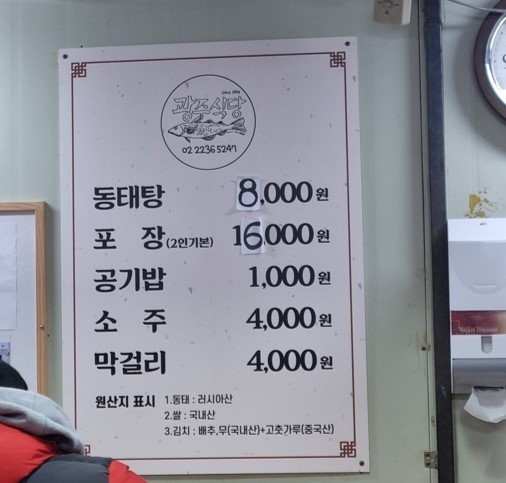 since 1996
광주식당
02 2236 5247
동태탕 8,000원
포 장(2인기본) 16,000원
공기밥 1,000원
소 주 4,000원
막걸리 4,000원
원산지 표시 1.동태 : 러시아산
2.쌀 : 국내산
3.김치 : 배추,무(국내산)+고춧가루(중국산)
Napkin Dispenser